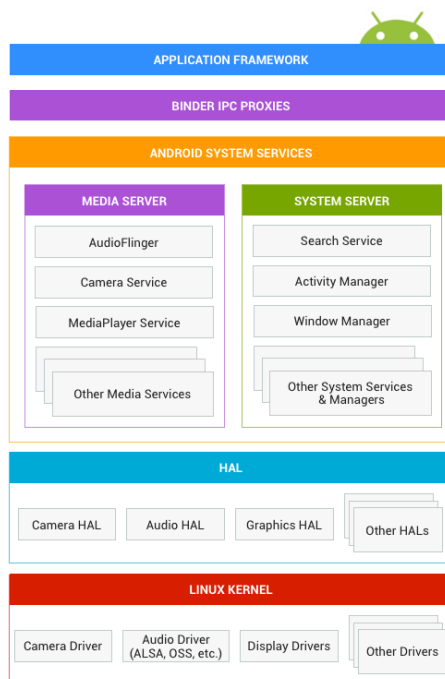 APPLICATION FRAMEWORK
BINDER IPC PROXIES
ANDROID SYSTEM SERVICES
MEDIA SERVER
AudioFlinger
Camera Service
MediaPlayer Service
Other Media Services
SYSTEM SERVER
Search Service
Activity Manager
Window Manager
Other System Services
& Managers
HAL
Camera HAL
Audio HAL
Graphics HAL
Other HALs
LINUX KERNEL
Camera Driver
Audio Driver
(ALSA, OSS, etc.)
Display Drivers
Other Drivers